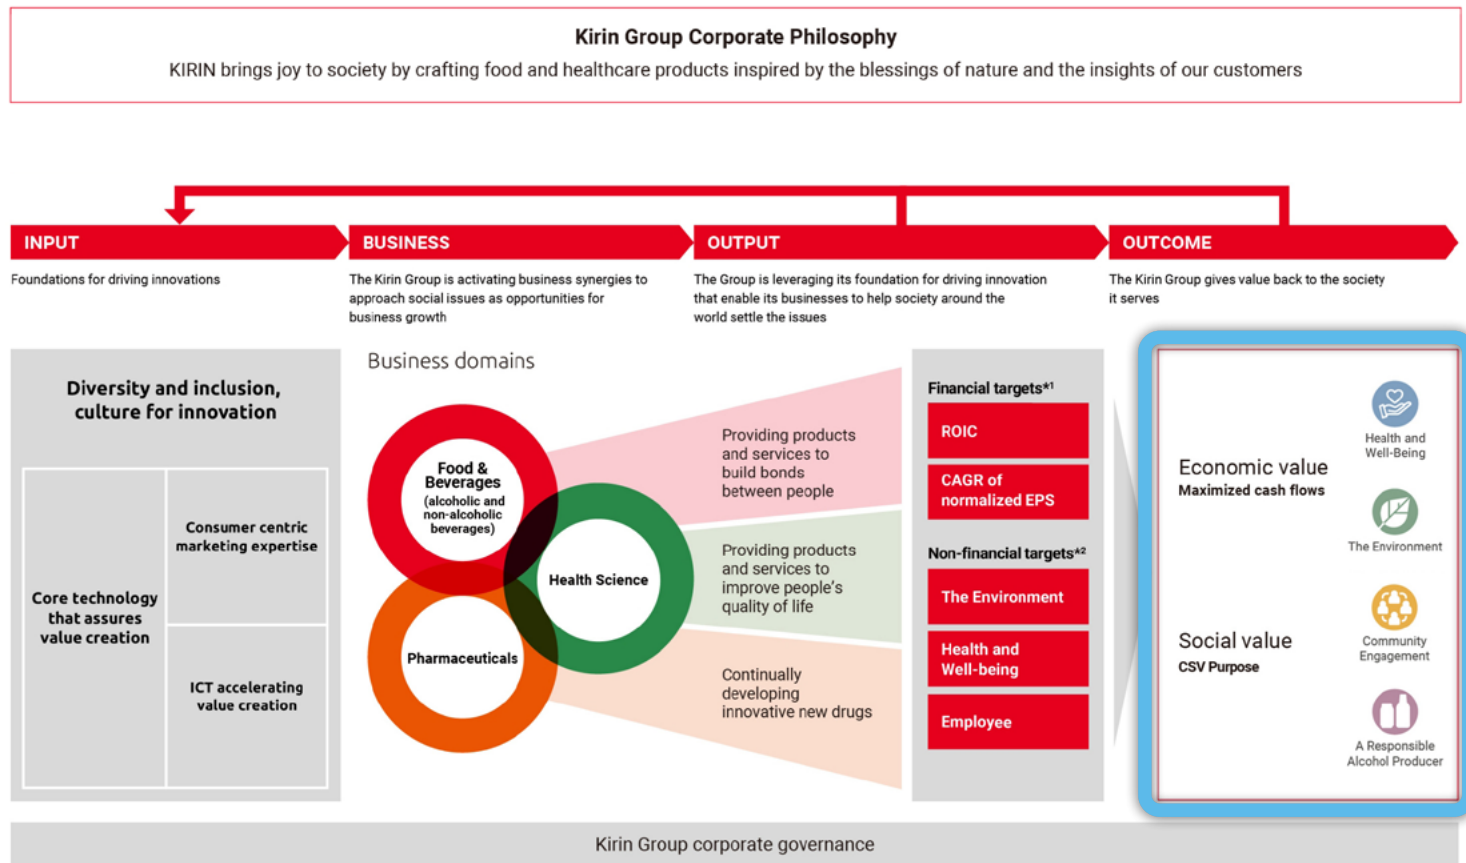 Kirin Group Corporate Philosophy
KIRIN brings joy to society by crafting food and healthcare products inspired by the blessings of nature and the insights of our customers
INPUT
Foundations for driving innovations
BUSINESS
The Kirin Group is activating business synergies to
approach social issues as opportunities for
business growth
OUTPUT
The Group is leveraging its foundation for driving innovation
that enable its businesses to help society around the
world settle the issues
OUTCOME
The Kirin Group gives value back to the society
it serves
Diversity and inclusion,
culture for innovation
Core technology
that assures
value creation
Consumer centric
marketing expertise
ICT accelerating
value creation
Business domains
Food &
Beverages
(alcoholic and
non-alcoholic
beverages)
Health Science
Pharmaceuticals
Providing products
and services to
build bonds
between people
Providing products
and services to
improve people's
quality of life
Continually
developing
innovative new drugs
Financial targets*1
ROIC
CAGR of
normalized EPS
Non-financial targets*2
The Environment
Health and
Well-being
Employee
Economic value
Maximized cash flows
Social value
CSV Purpose
Health and
Well-Being
The Environment
Community
Engagement
A Responsible
Alcohol Producer
Kirin Group corporate governance